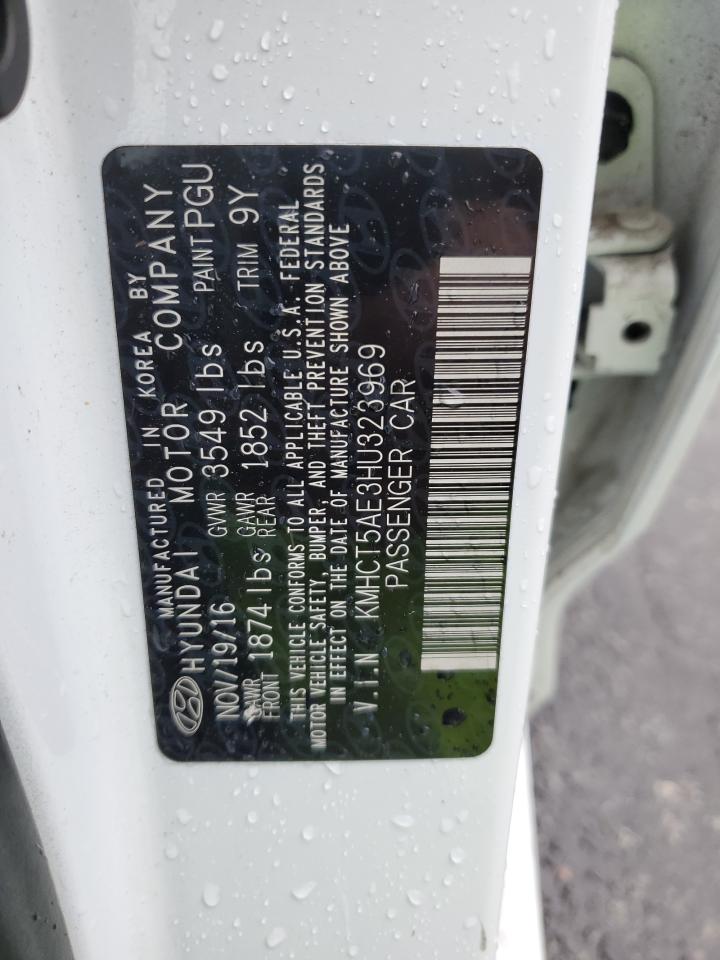 MANUFACTURED IN KOREA BY
HYUNDAI MOTOR COMPANY
NOV/19/16 GVWR 3549 lbs PAINT PGU
GAWR FRONT 1874 lbs GAWR REAR 1852 lbs TRIM 9Y
THIS VEHICLE CONFORMS TO ALL APPLICABLE U.S.A. FEDERAL
MOTOR VEHICLE SAFETY, BUMPER, AND THEFT PREVENTION STANDARDS
IN EFFECT ON THE DATE OF MANUFACTURE SHOWN ABOVE
V.I.N KMHCT5AE3HU323969
PASSENGER CAR